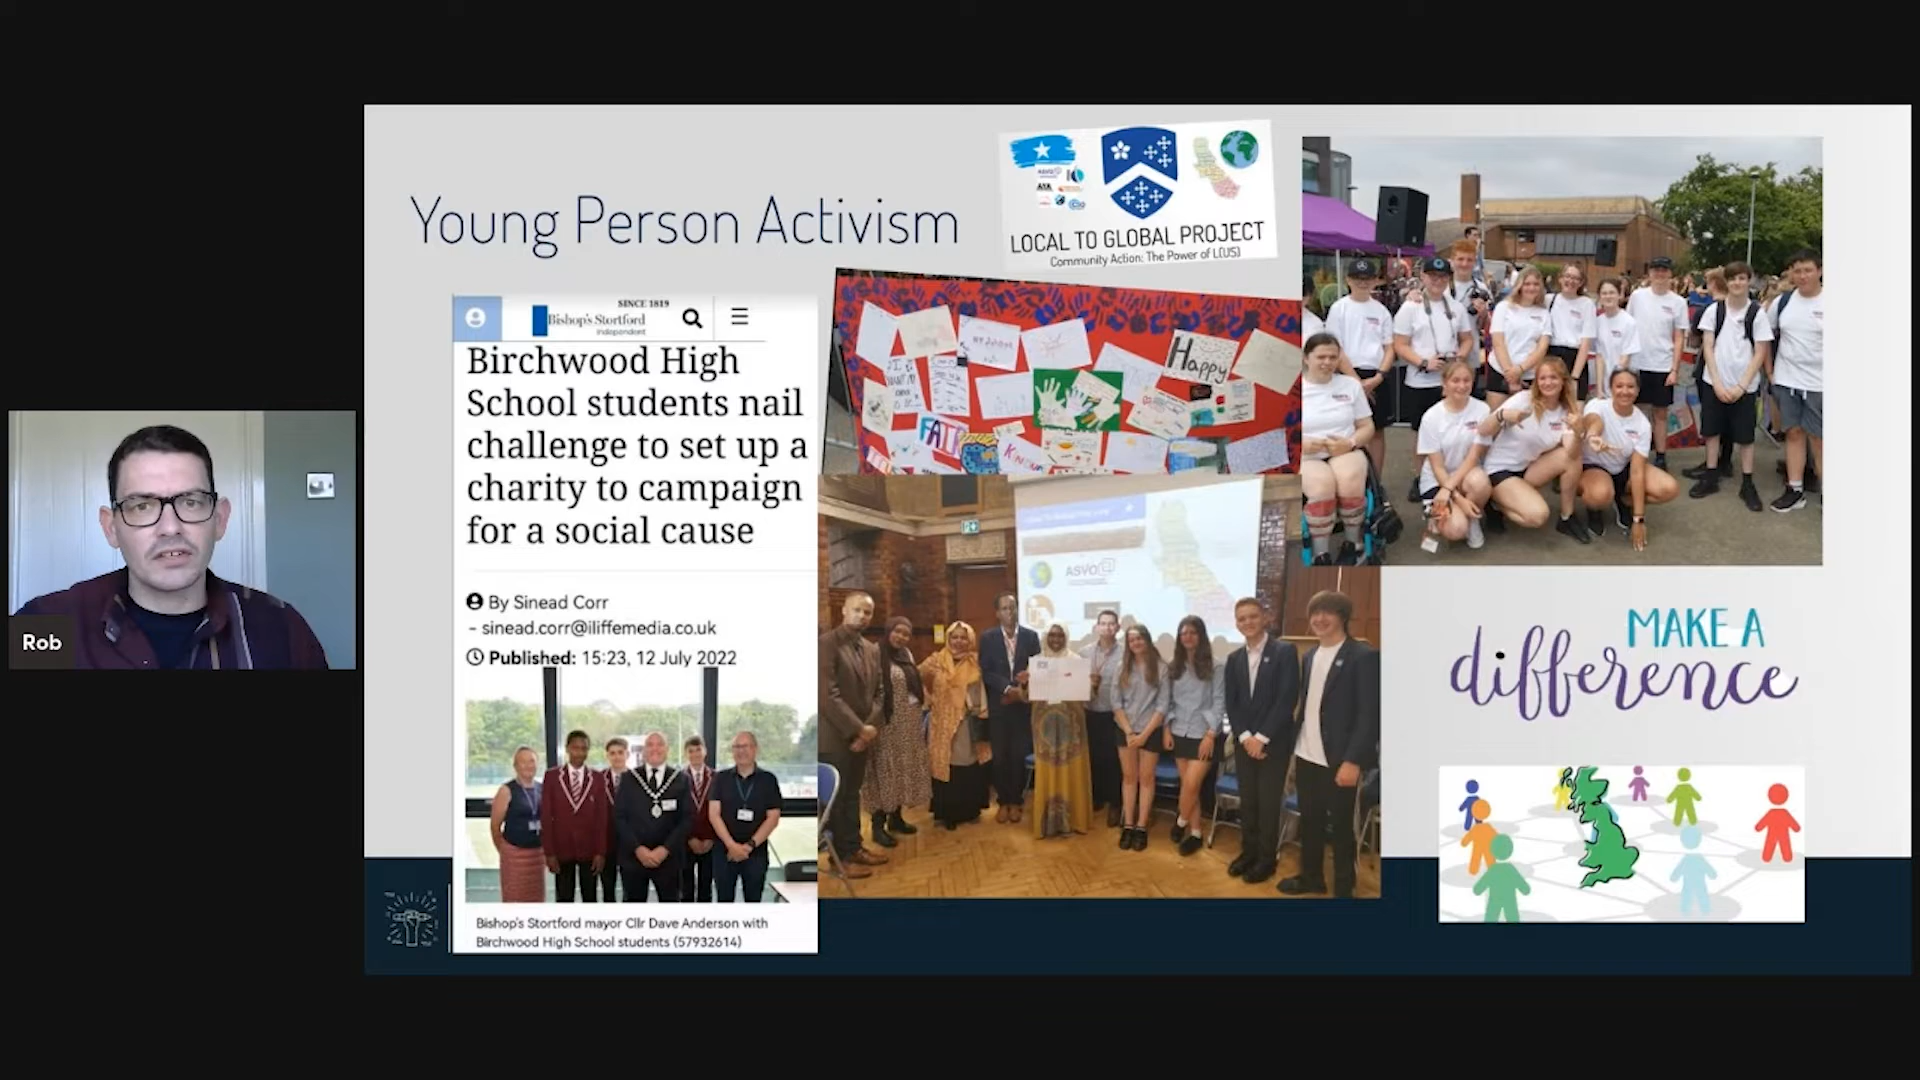 Young Person Activism
LOCAL TO GLOBAL PROJECT
Community Action: The Power of L(US)
SINCE 1819
Bishop's Stortford
Independent
Birchwood High
School students nail
challenge to set up a
charity to campaign
for a social cause
By Sinead Corr
- sinead.corr@iliffemedia.co.uk
Published: 15:23, 12 July 2022
Bishop's Stortford mayor Cllr Dave Anderson with
Birchwood High School students (57932614)
Happy
FAIR
ASVO
MAKE A
difference
Rob